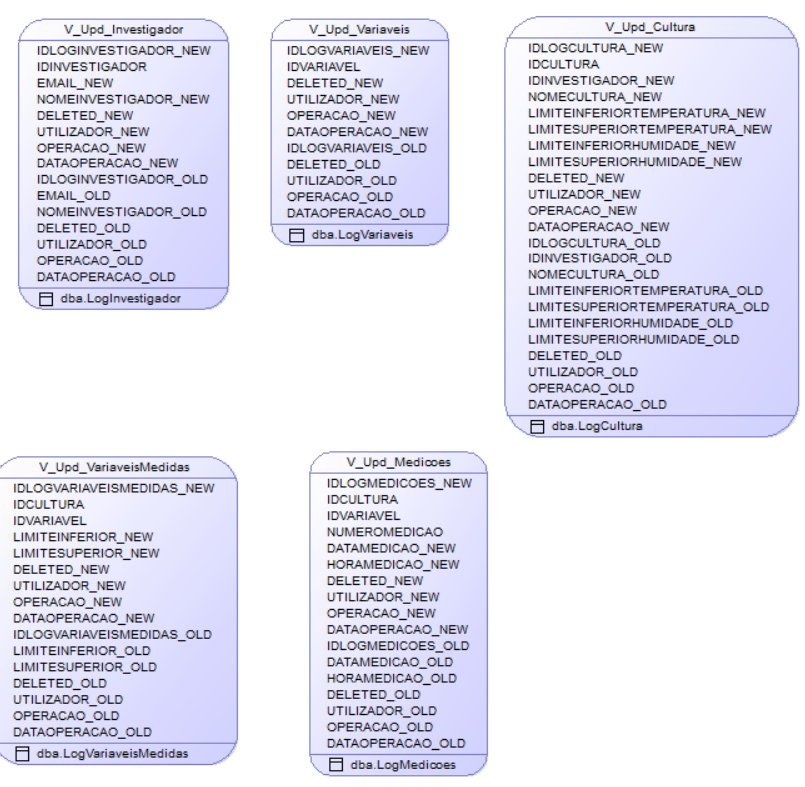 V_Upd_Investigador
IDLOGINVESTIGADOR_NEW
IDINVESTIGADOR
EMAIL_NEW
NOMEINVESTIGADOR_NEW
DELETED_NEW
UTILIZADOR_NEW
OPERACAO_NEW
DATAOPERACAO_NEW
IDLOGINVESTIGADOR_OLD
EMAIL_OLD
NOMEINVESTIGADOR_OLD
DELETED_OLD
UTILIZADOR_OLD
OPERACAO_OLD
DATAOPERACAO_OLD
dba.LogInvestigador
V_Upd_Variaveis
IDLOGVARIAVEIS_NEW
IDVARIAVEL
DELETED_NEW
UTILIZADOR_NEW
OPERACAO_NEW
DATAOPERACAO_NEW
IDLOGVARIAVEIS_OLD
DELETED_OLD
UTILIZADOR_OLD
OPERACAO_OLD
DATAOPERACAO_OLD
dba.LogVariaveis
V_Upd_Cultura
IDLOGCULTURA_NEW
IDCULTURA
IDINVESTIGADOR_NEW
NOMECULTURA_NEW
LIMITEINFERIORTEMPERATURA_NEW
LIMITESUPERIORTEMPERATURA_NEW
LIMITEINFERIORHUMIDADE_NEW
LIMITESUPERIORHUMIDADE_NEW
DELETED_NEW
UTILIZADOR_NEW
OPERACAO_NEW
DATAOPERACAO_NEW
IDLOGCULTURA_OLD
IDINVESTIGADOR_OLD
NOMECULTURA_OLD
LIMITEINFERIORTEMPERATURA_OLD
LIMITESUPERIORTEMPERATURA_OLD
LIMITEINFERIORHUMIDADE_OLD
LIMITESUPERIORHUMIDADE_OLD
DELETED_OLD
UTILIZADOR_OLD
OPERACAO_OLD
DATAOPERACAO_OLD
dba.LogCultura
V_Upd_VariaveisMedidas
IDLOGVARIAVEISMEDIDAS_NEW
IDCULTURA
IDVARIAVEL
LIMITEINFERIOR_NEW
LIMITESUPERIOR_NEW
DELETED_NEW
UTILIZADOR_NEW
OPERACAO_NEW
DATAOPERACAO_NEW
IDLOGVARIAVEISMEDIDAS_OLD
LIMITEINFERIOR_OLD
LIMITESUPERIOR_OLD
DELETED_OLD
UTILIZADOR_OLD
OPERACAO_OLD
DATAOPERACAO_OLD
dba.LogVariaveisMedidas
V_Upd_Medicoes
IDLOGMEDICOES_NEW
IDCULTURA
IDVARIAVEL
NUMEROMEDICAO
DATAMEDICAO_NEW
HORAMEDICAO_NEW
DELETED_NEW
UTILIZADOR_NEW
OPERACAO_NEW
DATAOPERACAO_NEW
IDLOGMEDICOES_OLD
DATAMEDICAO_OLD
HORAMEDICAO_OLD
DELETED_OLD
UTILIZADOR_OLD
OPERACAO_OLD
DATAOPERACAO_OLD
dba.LogMedicoes